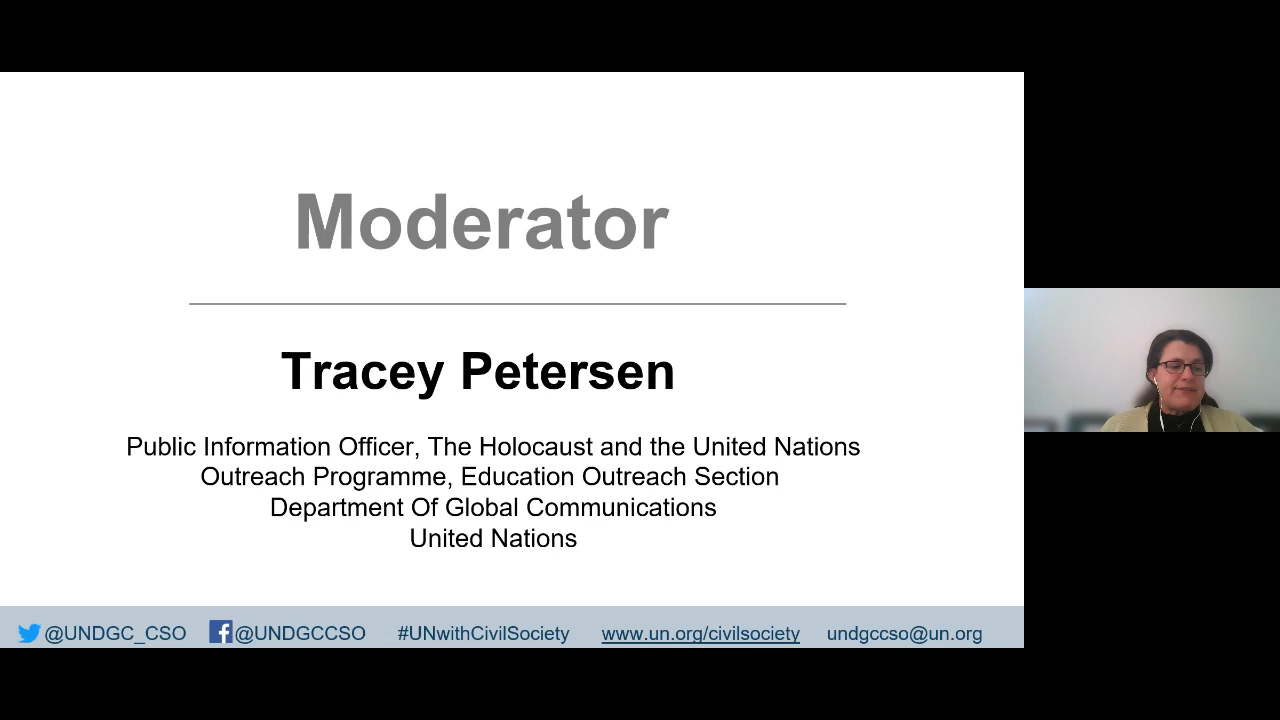 Moderator
Tracey Petersen
Public Information Officer, The Holocaust and the United Nations
Outreach Programme, Education Outreach Section
Department Of Global Communications
United Nations
@UNDGC_CSO @UNDGCCSO #UNwithCivilSociety www.un.org/civilsociety undgccso@un.org